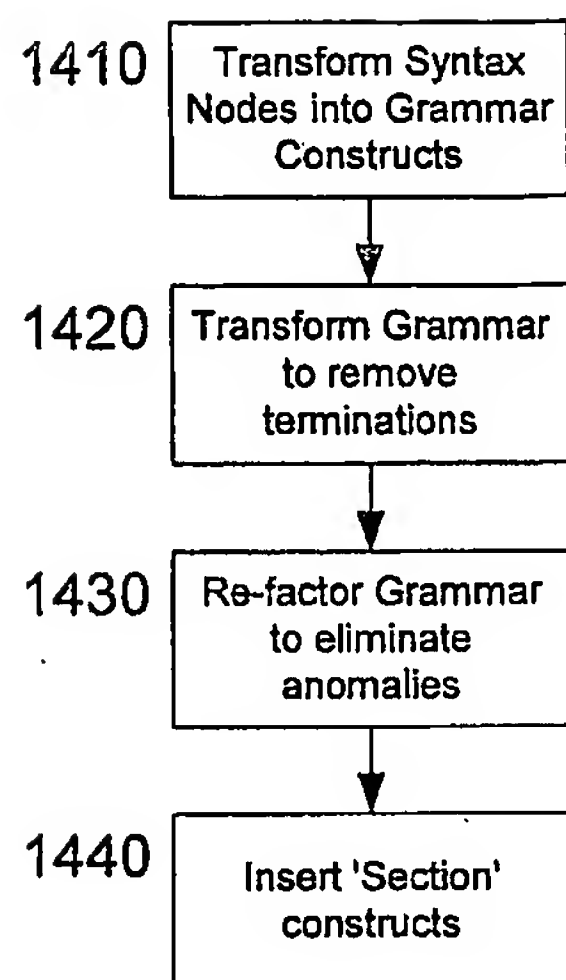 1410
Transform Syntax
Nodes into Grammar
Constructs
1420
Transform Grammar
to remove
terminations
1430
Re-factor Grammar
to eliminate
anomalies
1440
Insert 'Section'
constructs